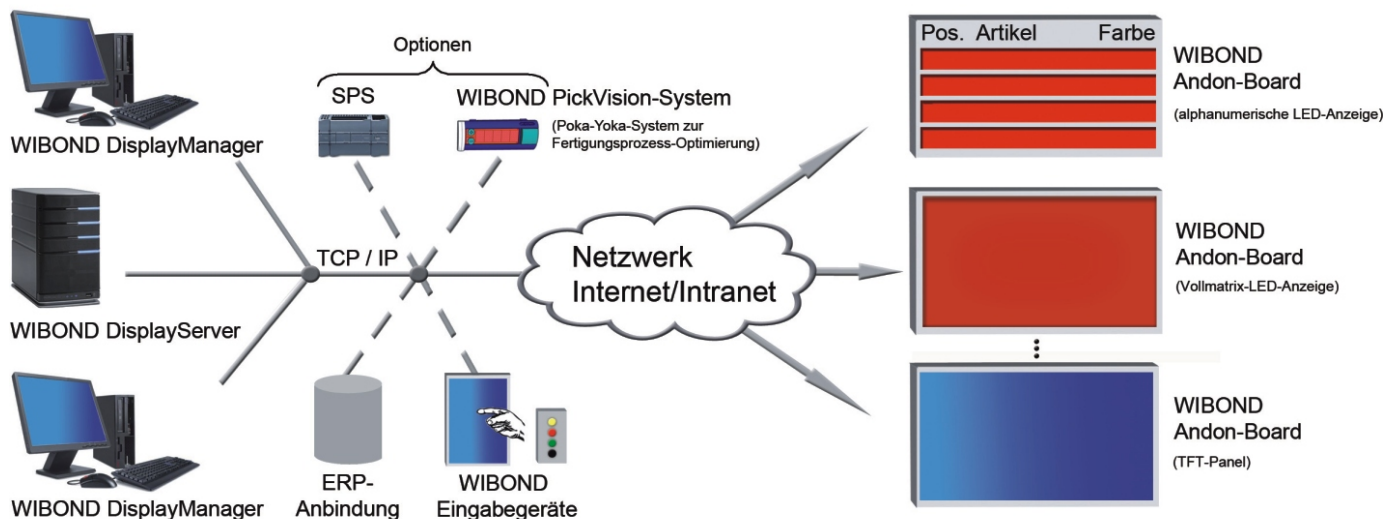 Optionen
SPS
WIBOND PickVision-System
(Poka-Yoka-System zur
Fertigungsprozess-Optimierung)
WIBOND DisplayManager
TCP / IP
WIBOND DisplayServer
WIBOND DisplayManager
ERP-
Anbindung
WIBOND
Eingabegeräte
Netzwerk
Internet/Intranet
Pos. Artikel Farbe
WIBOND
Andon-Board
(alphanumerische LED-Anzeige)
WIBOND
Andon-Board
(Vollmatrix-LED-Anzeige)
WIBOND
Andon-Board
(TFT-Panel)